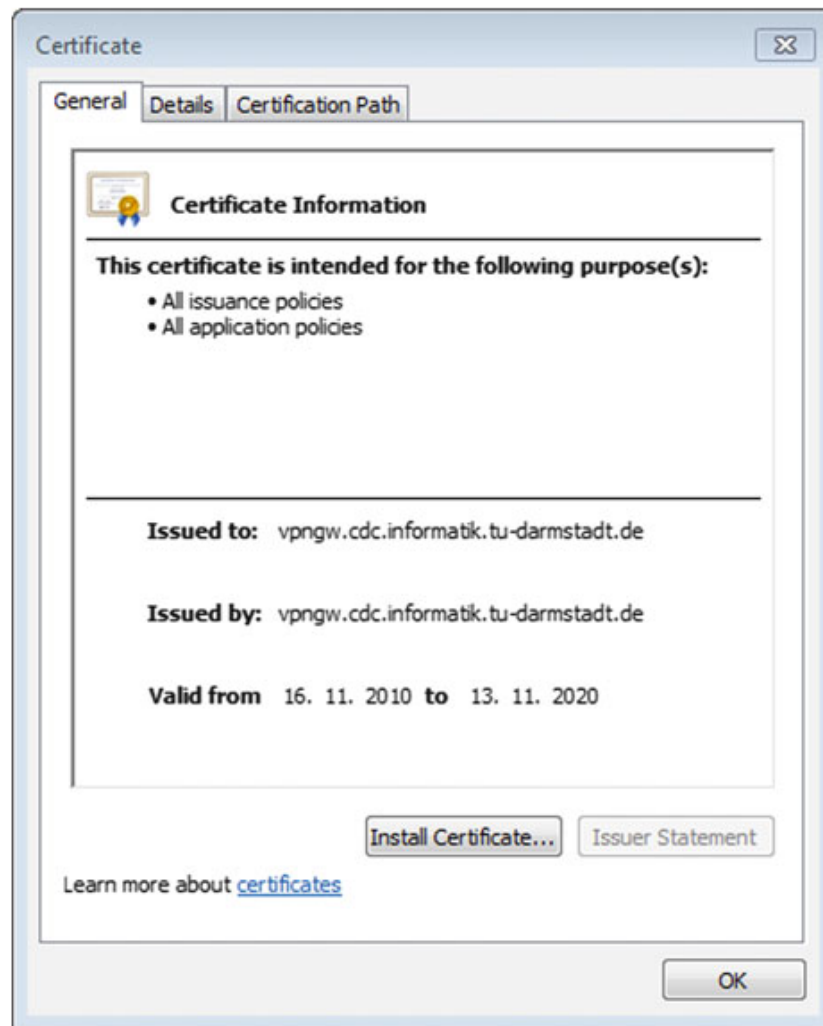 Certificate
General Details Certification Path
Certificate Information
This certificate is intended for the following purpose(s):
• All issuance policies
• All application policies
Issued to: vpngw.cdc.informatik.tu-darmstadt.de
Issued by: vpngw.cdc.informatik.tu-darmstadt.de
Valid from 16. 11. 2010 to 13. 11. 2020
Install Certificate... Issuer Statement
Learn more about certificates
OK